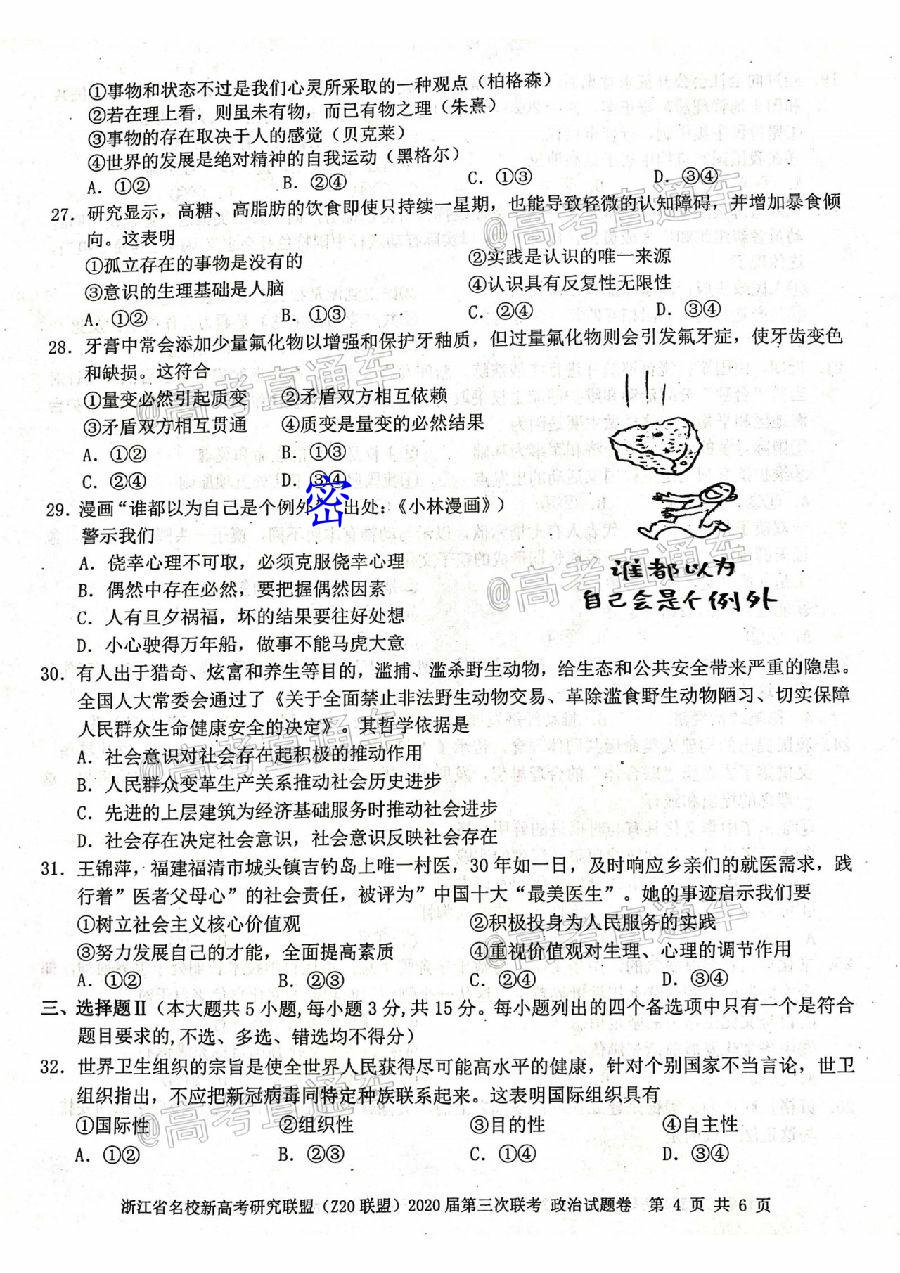 ①事物和状态不过是我们心灵所采取的一种观点（柏格森）
②若在理上看，则虽未有物，而已有物之理（朱熹）
③事物的存在取决于人的感觉（贝克莱）
④世界的发展是绝对精神的自我运动（黑格尔）
A．①② B．②④ C．①③ D．③④
27．研究显示，高糖、高脂肪的饮食即使只持续一星期，也能导致轻微的认知障碍，并增加暴食倾
向。这表明
①孤立存在的事物是没有的 ②实践是认识的唯一来源
③意识的生理基础是人脑 ④认识具有反复性无限性
A．①② B．①③ C．②④ D．③④
28．牙膏中常会添加少量氟化物以增强和保护牙釉质，但过量氟化物则会引发氟牙症，使牙齿变色
和缺损。这符合
①量变必然引起质变 ②矛盾双方相互依赖
③矛盾双方相互贯通 ④质变是量变的必然结果
A．①② B．①③
C．②④ D．③④
密
29．漫画“谁都以为自己是个例外 出处:《小林漫画》）
警示我们
A．侥幸心理不可取，必须克服侥幸心理
B．偶然中存在必然，要把握偶然因素
C．人有旦夕祸福，坏的结果要往好处想
D．小心驶得万年船，做事不能马虎大意
谁都以为
自己会是个例外
30．有人出于猎奇、炫富和养生等目的，滥捕、滥杀野生动物，给生态和公共安全带来严重的隐患。
全国人大常委会通过了《关于全面禁止非法野生动物交易、革除滥食野生动物陋习、切实保障
人民群众生命健康安全的决定》。其哲学依据是
A．社会意识对社会存在起积极的推动作用
B．人民群众变革生产关系推动社会历史进步
C．先进的上层建筑为经济基础服务时推动社会进步
D．社会存在决定社会意识，社会意识反映社会存在
31．王锦萍，福建福清市城头镇吉钓岛上唯一村医，30 年如一日，及时响应乡亲们的就医需求，践
行着”医者父母心”的社会责任，被评为”中国十大“最美医生”。她的事迹启示我们要
①树立社会主义核心价值观 ②积极投身为人民服务的实践
③努力发展自己的才能，全面提高素质 ④重视价值观对生理、心理的调节作用
A．①② B．①③ C．②④ D．③④
三、选择题Ⅱ（本大题共 5 小题,每小题 3 分,共 15 分。每小题列出的四个备选项中只有一个是符合
题目要求的,不选、多选、错选均不得分）
32．世界卫生组织的宗旨是使全世界人民获得尽可能高水平的健康，针对个别国家不当言论，世卫
组织指出，不应把新冠病毒同特定种族联系起来。这表明国际组织具有
①国际性 ②组织性 ③目的性 ④自主性
A．①② B．②③ C．①④ D．③④
浙江省名校新高考研究联盟（Z20 联盟）2020 届第三次联考 政治试题卷 第 4 页 共 6 页
@高考直通车
@高考直通车
@高考直通车
@高考直通车
@高考直通车
@高考直通车